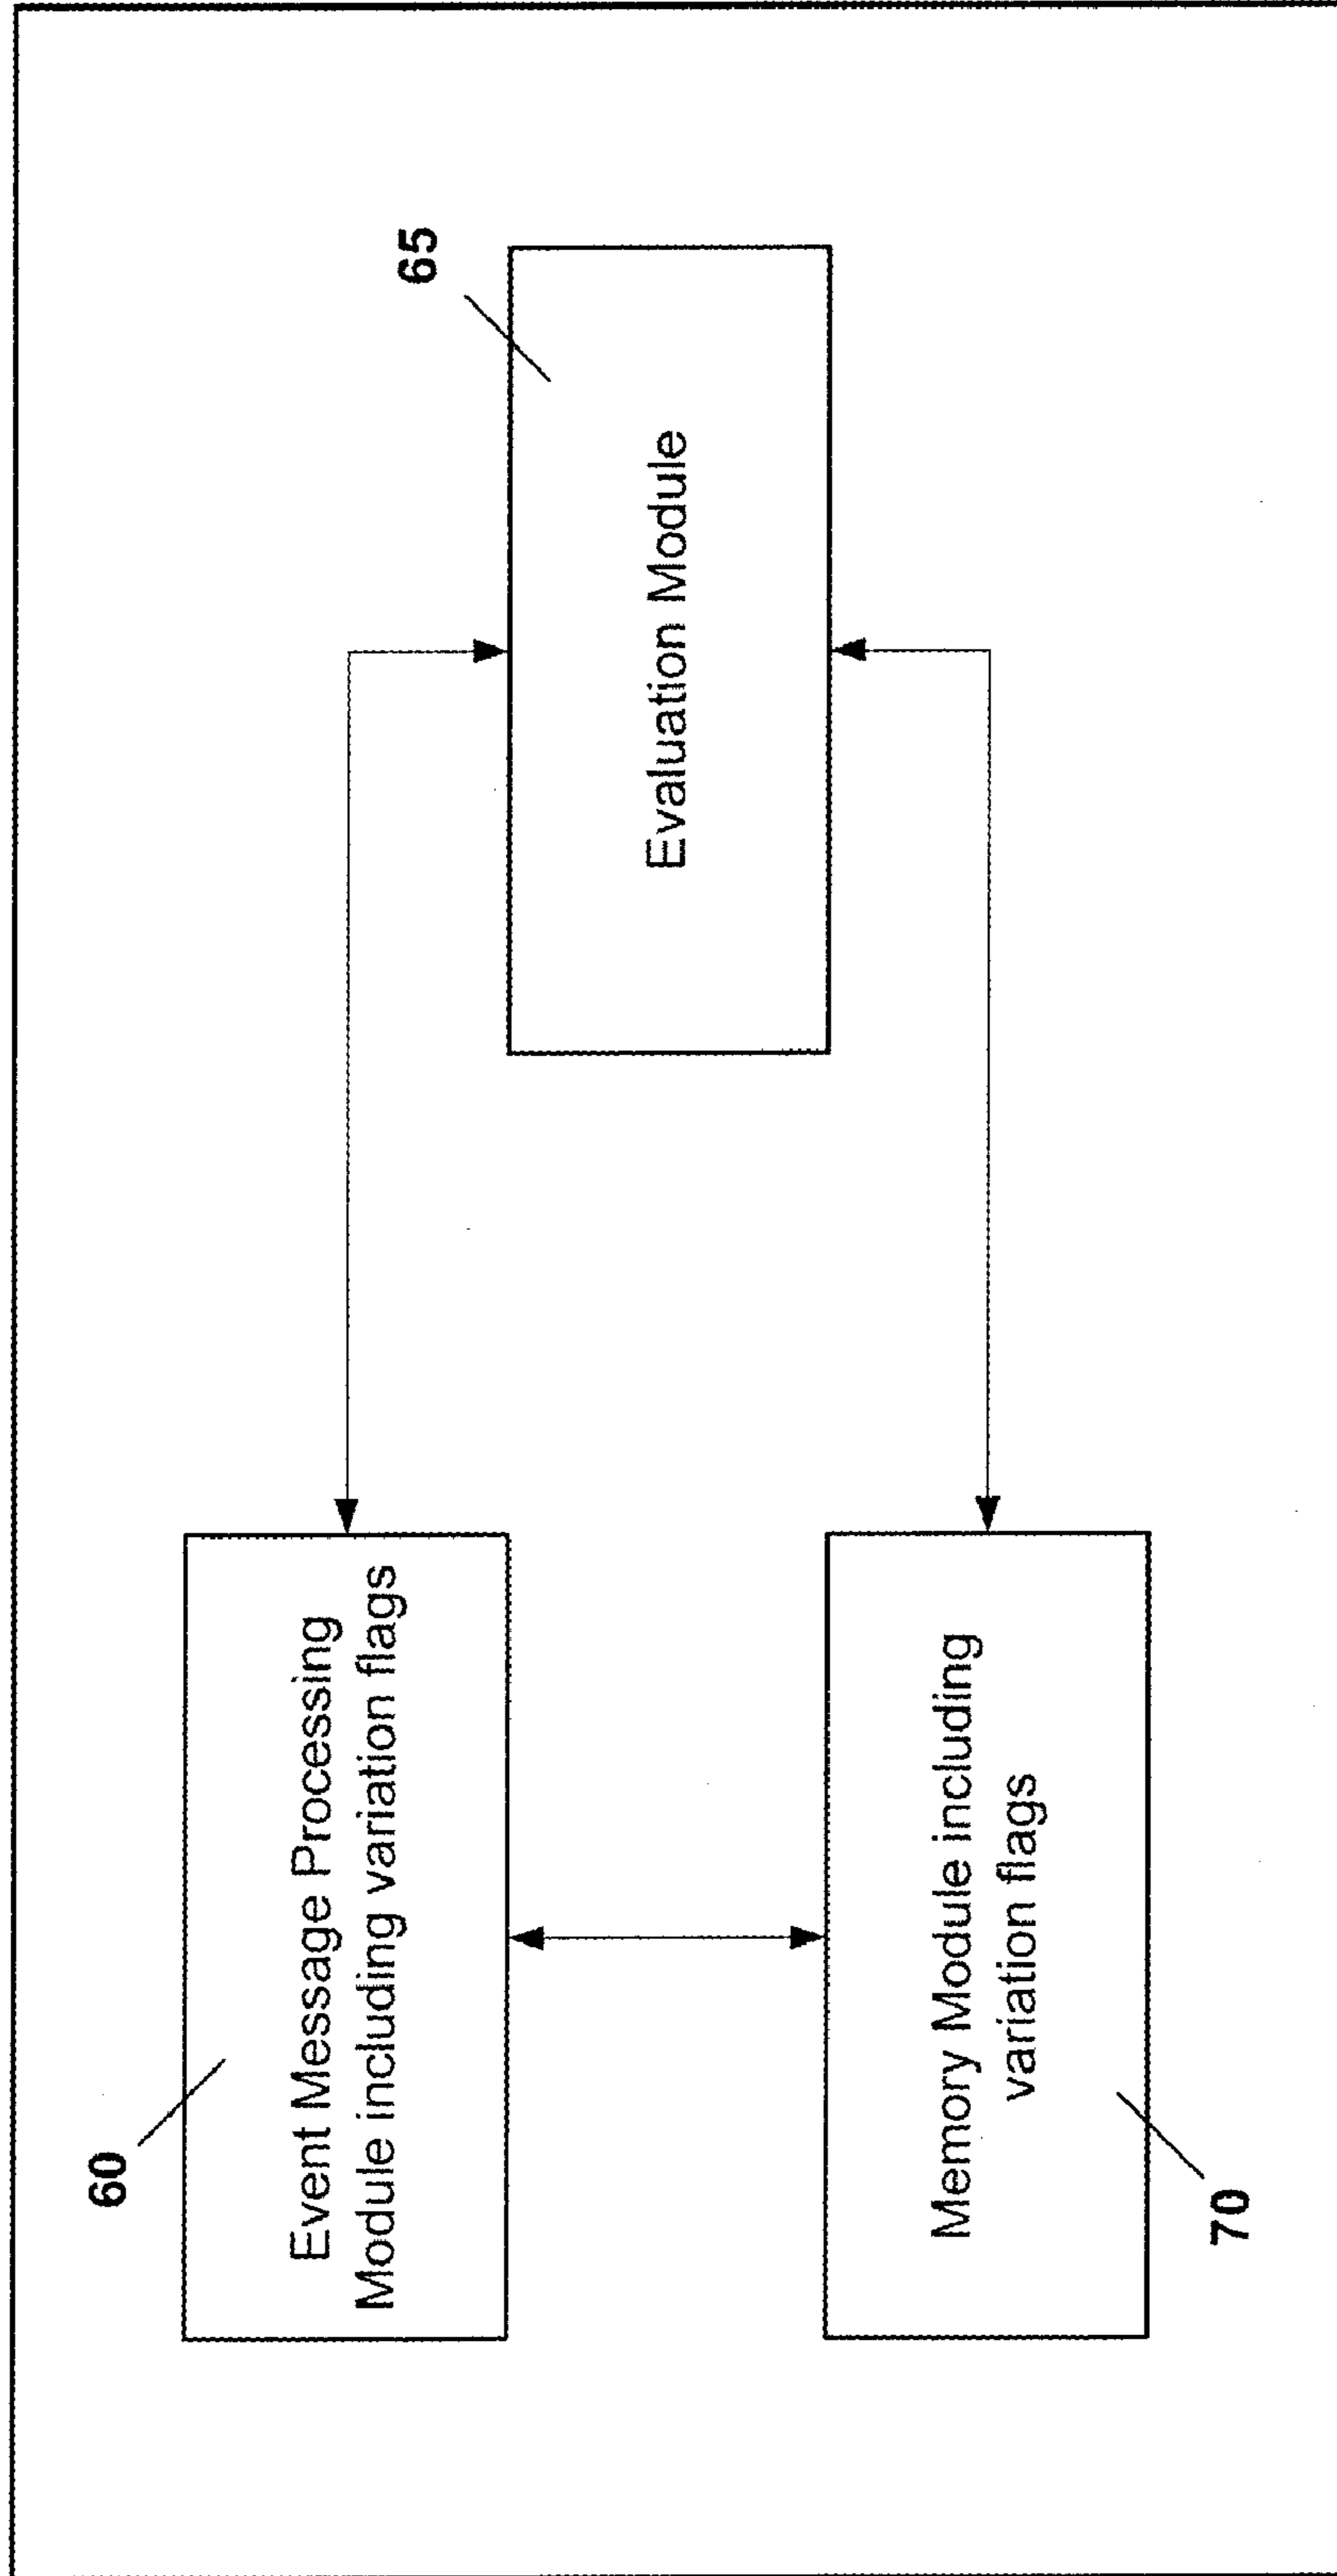 60
Event Message Processing
Module including variation flags
65
Evaluation Module
Memory Module including
variation flags
70